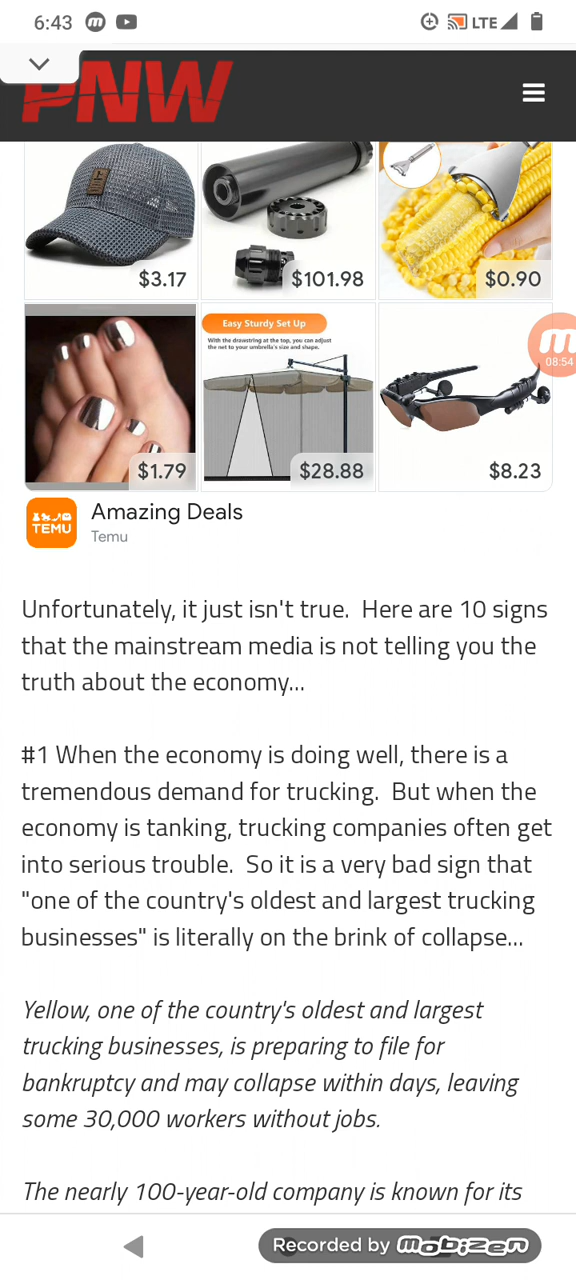 6:43
LTE
PNW
$3.17
$101.98
$0.90
Easy Sturdy Set Up
With the drawstring at the top, you can adjust
the net to your umbrella's size and shape.
08:54
$1.79
$28.88
$8.23
TEMU
Amazing Deals
Temu
Unfortunately, it just isn't true.  Here are 10 signs
that the mainstream media is not telling you the
truth about the economy...
#1 When the economy is doing well, there is a
tremendous demand for trucking.  But when the
economy is tanking, trucking companies often get
into serious trouble.  So it is a very bad sign that
"one of the country's oldest and largest trucking
businesses" is literally on the brink of collapse...
Yellow, one of the country's oldest and largest
trucking businesses, is preparing to file for
bankruptcy and may collapse within days, leaving
some 30,000 workers without jobs.
The nearly 100-year-old company is known for its
Recorded by mobizen